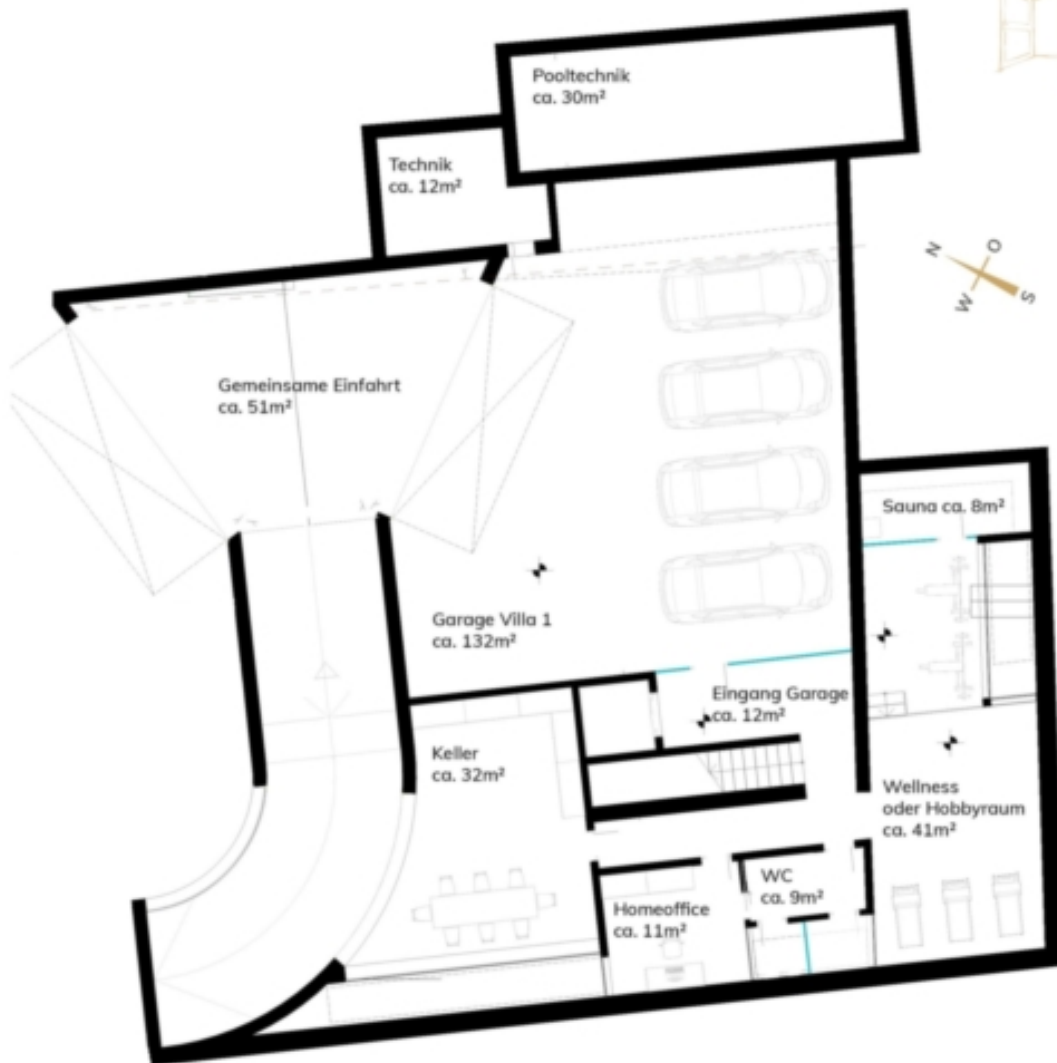 Pooltechnik
ca. 30m²
Technik
ca. 12m²
N
O
W
S
Gemeinsame Einfahrt
ca. 51m²
Sauna ca. 8m²
Garage Villa 1
ca. 132m²
Eingang Garage
ca. 12m²
Keller
ca. 32m²
Wellness
oder Hobbyraum
ca. 41m²
WC
ca. 9m²
Homeoffice
ca. 11m²